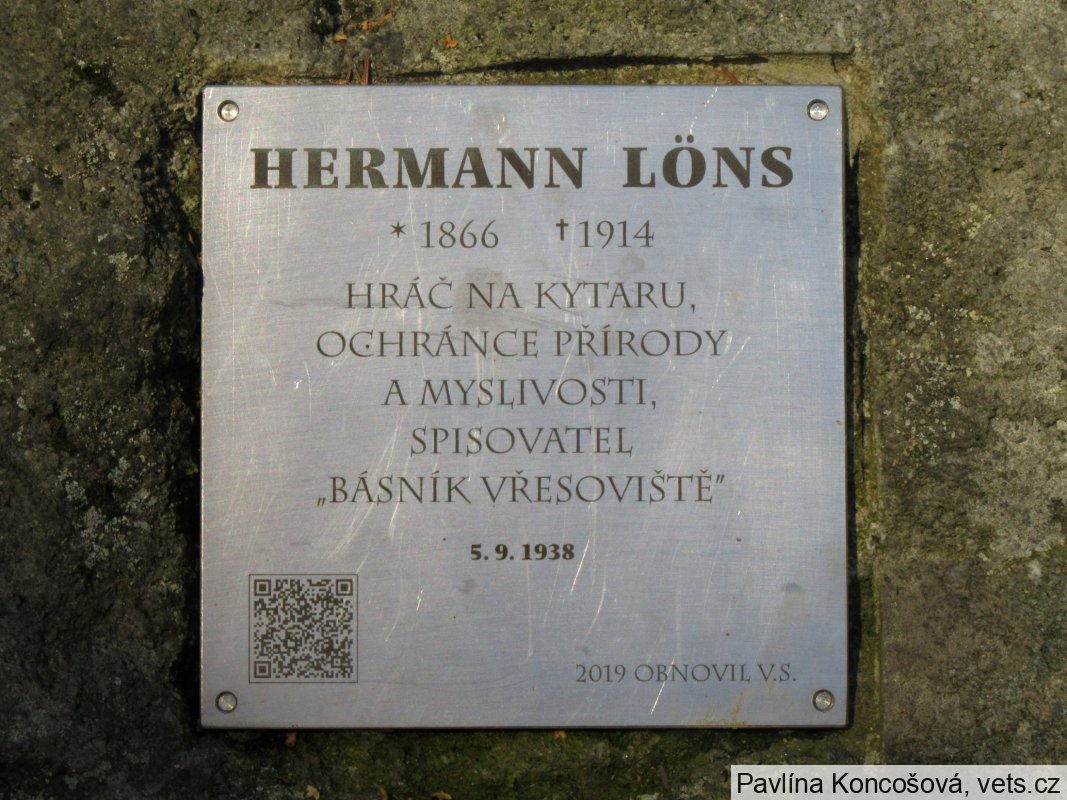 HERMANN LÖNS
* 1866 †1914
HRÁČ NA KYTARU,
OCHRÁNCE PŘÍRODY
A MYSLIVOSTI,
SPISOVATEL
„BÁSNÍK VŘESOVIŠTĚ"
5. 9. 1938
2019 OBNOVIL V.S.
Pavlína Koncošová, vets.cz